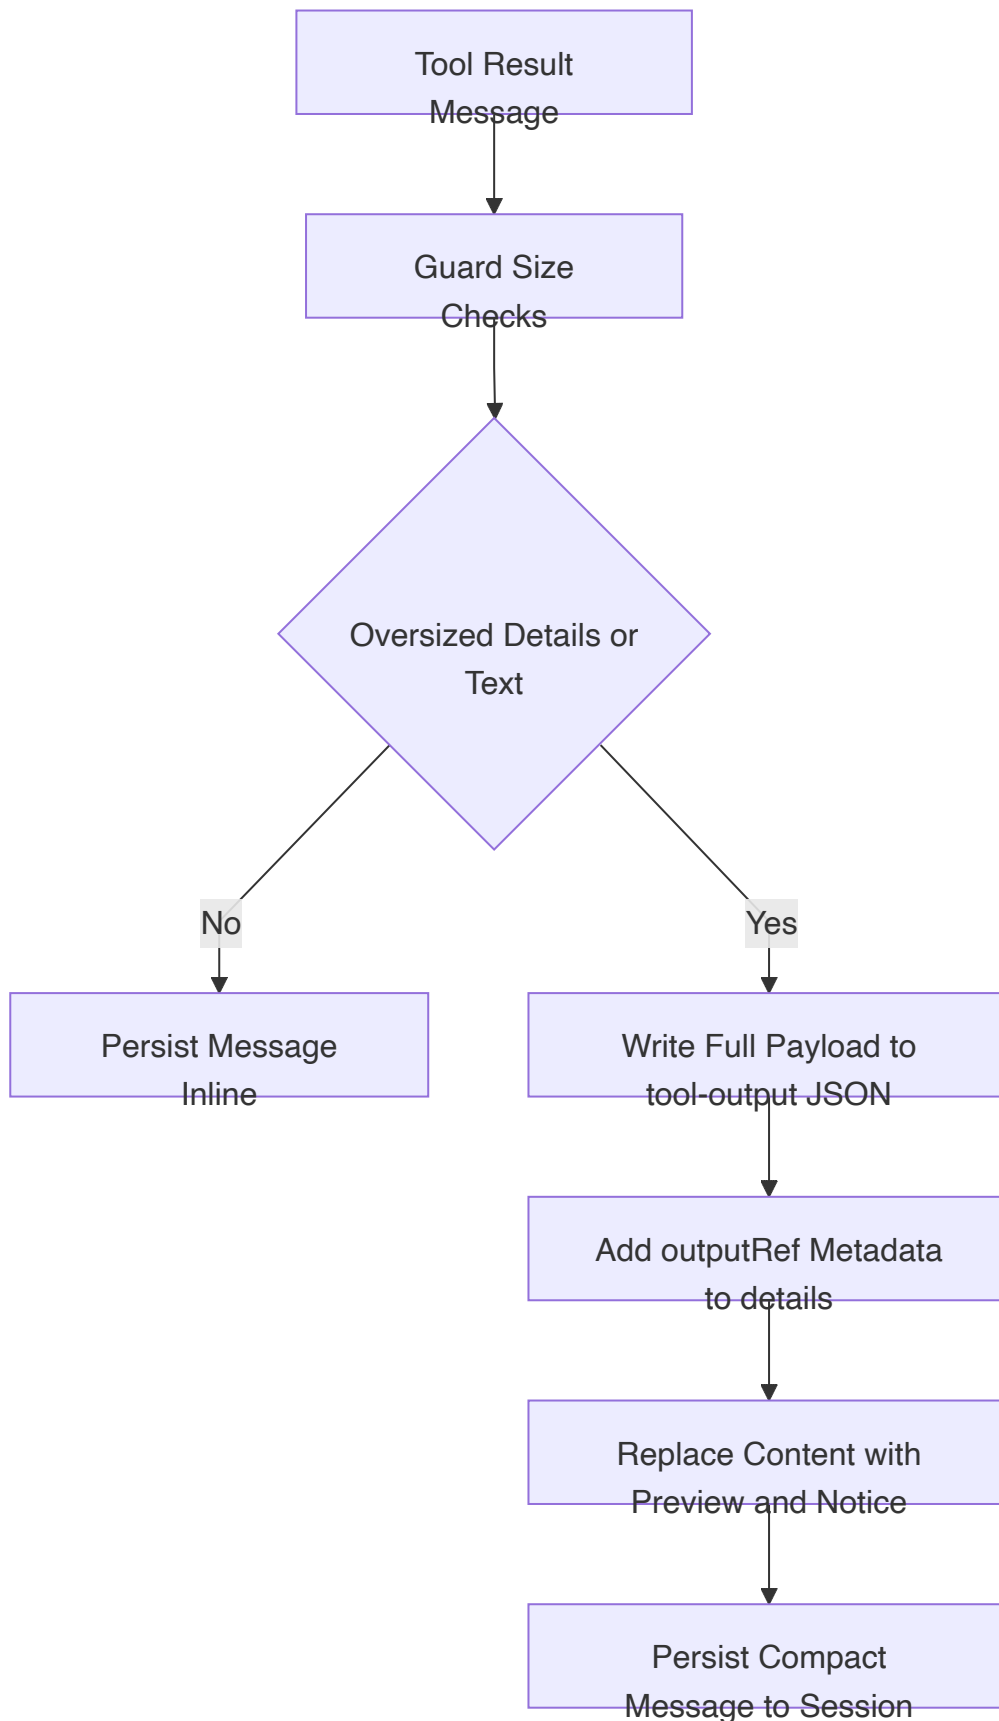 Tool Result
Message
Guard Size
Checks
Oversized Details or
Text
No
Yes
Persist Message
Inline
Write Full Payload to
tool-output JSON
Add outputRef Metadata
to details
Replace Content with
Preview and Notice
Persist Compact
Message to Session